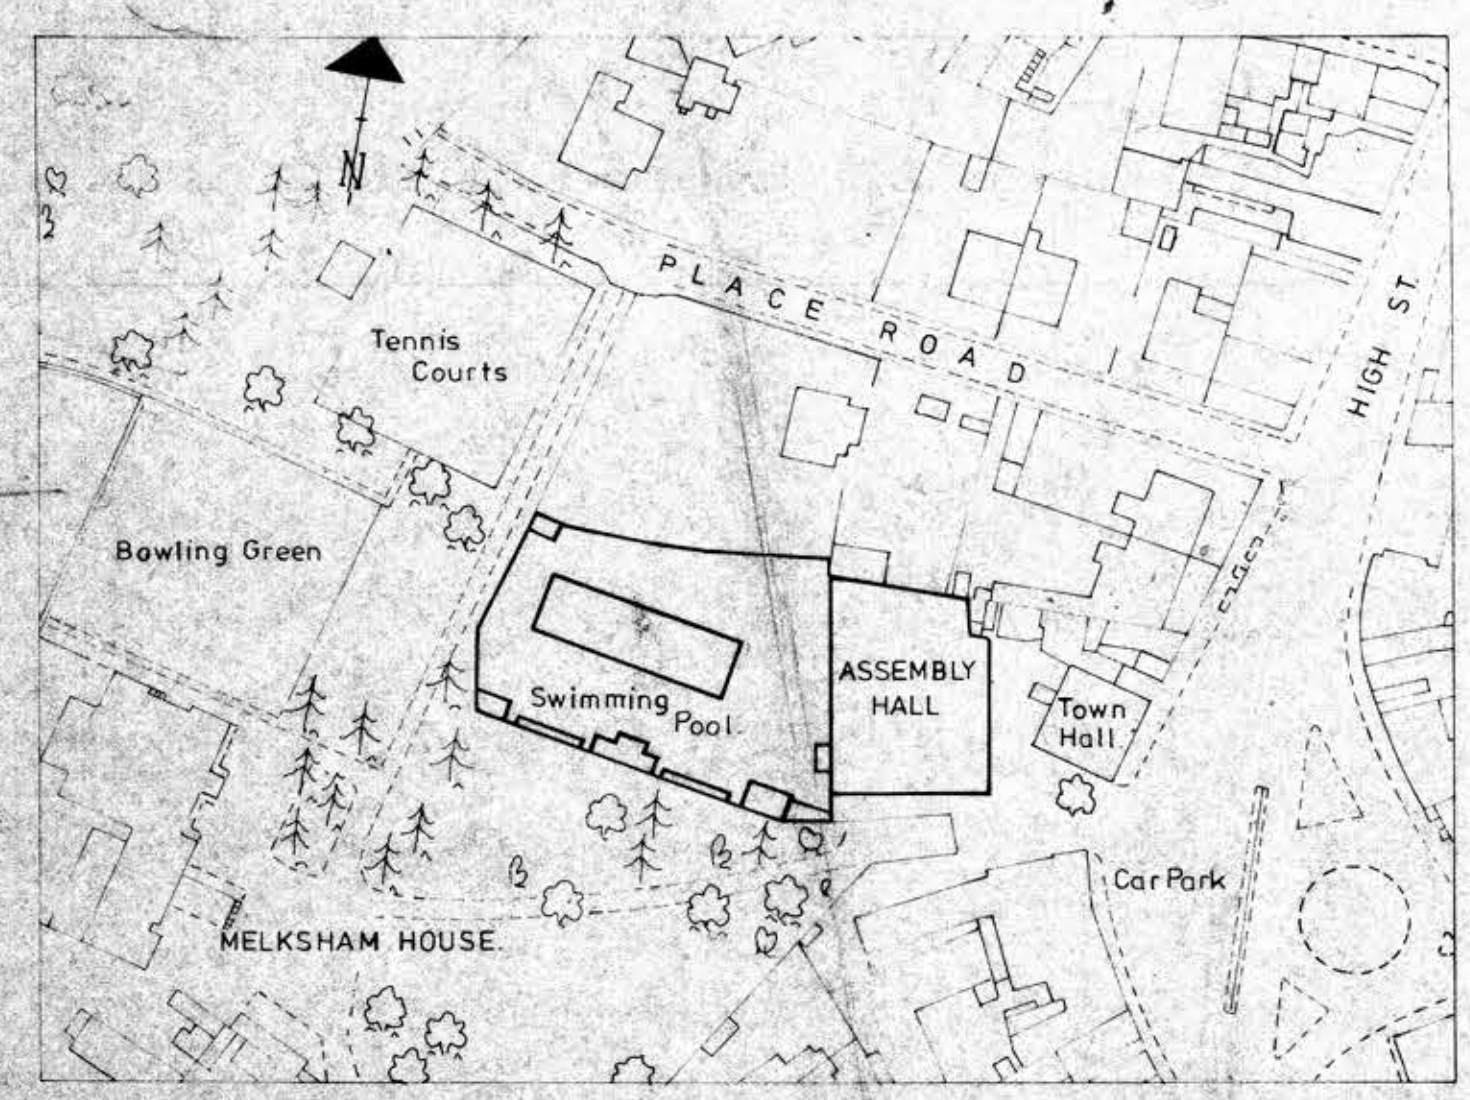 N
PLACE ROAD
HIGH ST.
Tennis
Courts
Bowling Green
Swimming
Pool.
ASSEMBLY
HALL
Town
Hall
Car Park
MELKSHAM HOUSE.